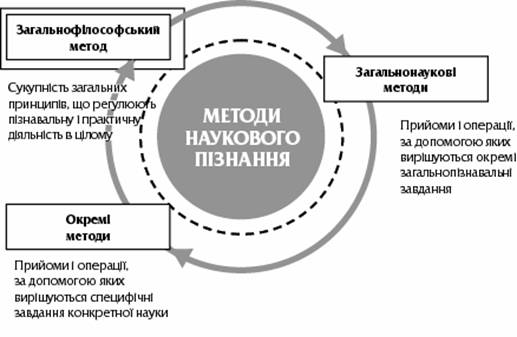 Загальнофілософський
метод
Сукупність загальних
принципів, що регулюють
пізнавальну і практичну
діяльність в цілому
МЕТОДИ
НАУКОВОГО
ПІЗНАННЯ
Загальнонаукові
методи
Прийоми і операції,
за допомогою яких
вирішуються окремі
загальнопізнавальні
завдання
Окремі
методи
Прийоми і операції,
за допомогою яких
вирішуються специфічні
завдання конкретної науки